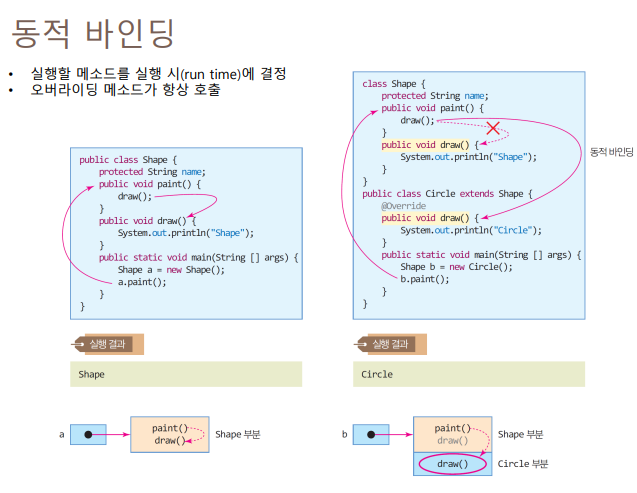 동적 바인딩
• 실행할 메소드를 실행 시(run time)에 결정
• 오버라이딩 메소드가 항상 호출
public class Shape {
protected String name;
public void paint() {
draw();
}
public void draw() {
System.out.println("Shape");
}
public static void main(String [] args) {
Shape a = new Shape();
a.paint();
}
}
실행 결과
Shape
a
paint()
draw()
Shape 부분
class Shape {
protected String name;
public void paint() {
draw();
}
public void draw() {
System.out.println("Shape");
}
}
public class Circle extends Shape {
@Override
public void draw() {
System.out.println("Circle");
}
public static void main(String [] args) {
Shape b = new Circle();
b.paint();
}
}
동적 바인딩
실행 결과
Circle
b
paint()
draw()
Shape 부분
draw()
Circle 부분